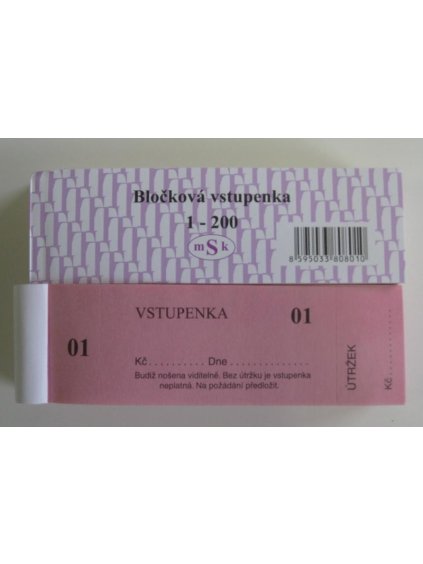 Bločková vstupenka
1 - 200
mSk
8 595033 808010
VSTUPENKA
01
01
Kč . . . . . . . . . . Dne . . . . . . . . . . . . . .
Budiž nošena viditelně. Bez útržku je vstupenka
neplatná. Na požádání předložit.
ÚTRŽEK
Kč . . . . . . . . . . . .